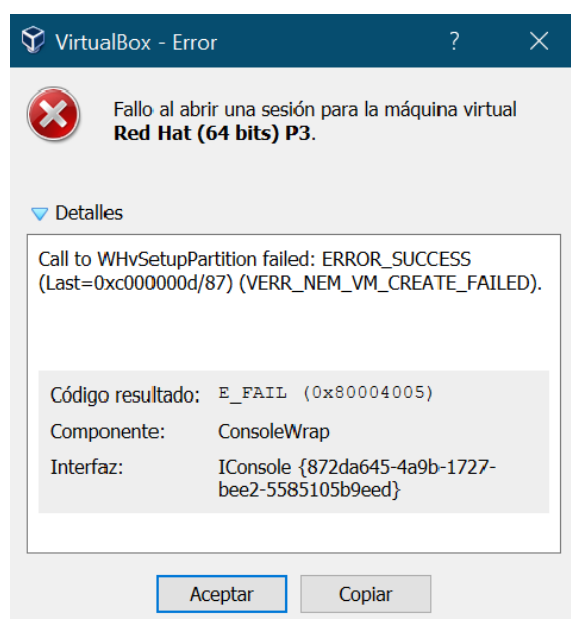 VirtualBox - Error
Fallo al abrir una sesión para la máquina virtual
Red Hat (64 bits) P3.
Detalles
Call to WHvSetupPartition failed: ERROR_SUCCESS
(Last=0xc000000d/87) (VERR_NEM_VM_CREATE_FAILED).
Código resultado: E_FAIL (0x80004005)
Componente: ConsoleWrap
Interfaz: IConsole {872da645-4a9b-1727-
bee2-5585105b9eed}
Aceptar Copiar